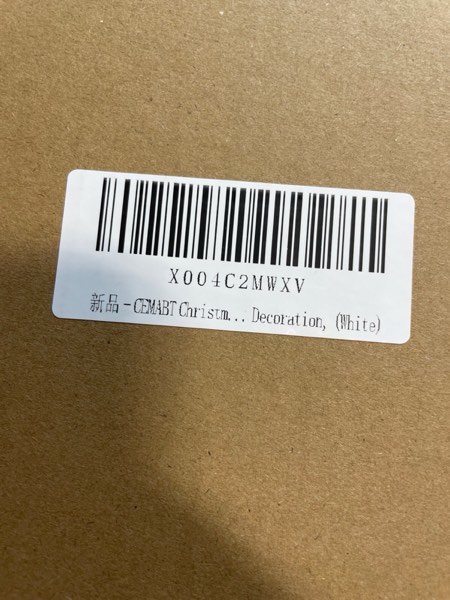 X004C2MWXV
新品 - CEMABT Christm... Decoration, (White)